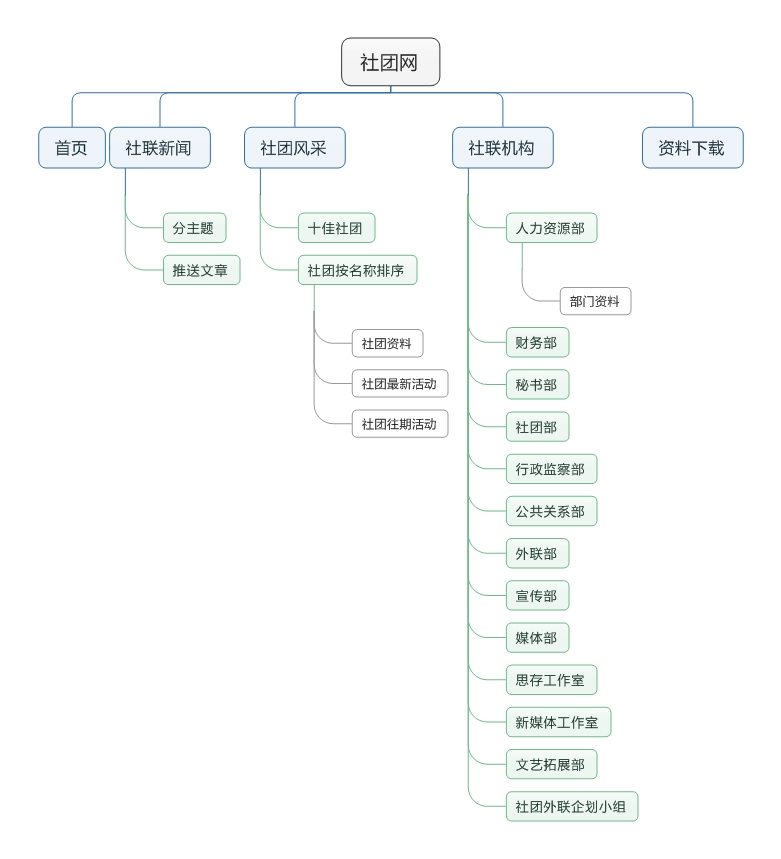 社团网
首页
社联新闻
社团风采
社联机构
资料下载
分主题
推送文章
十佳社团
社团按名称排序
社团资料
社团最新活动
社团往期活动
人力资源部
部门资料
财务部
秘书部
社团部
行政监察部
公共关系部
外联部
宣传部
媒体部
思存工作室
新媒体工作室
文艺拓展部
社团外联企划小组